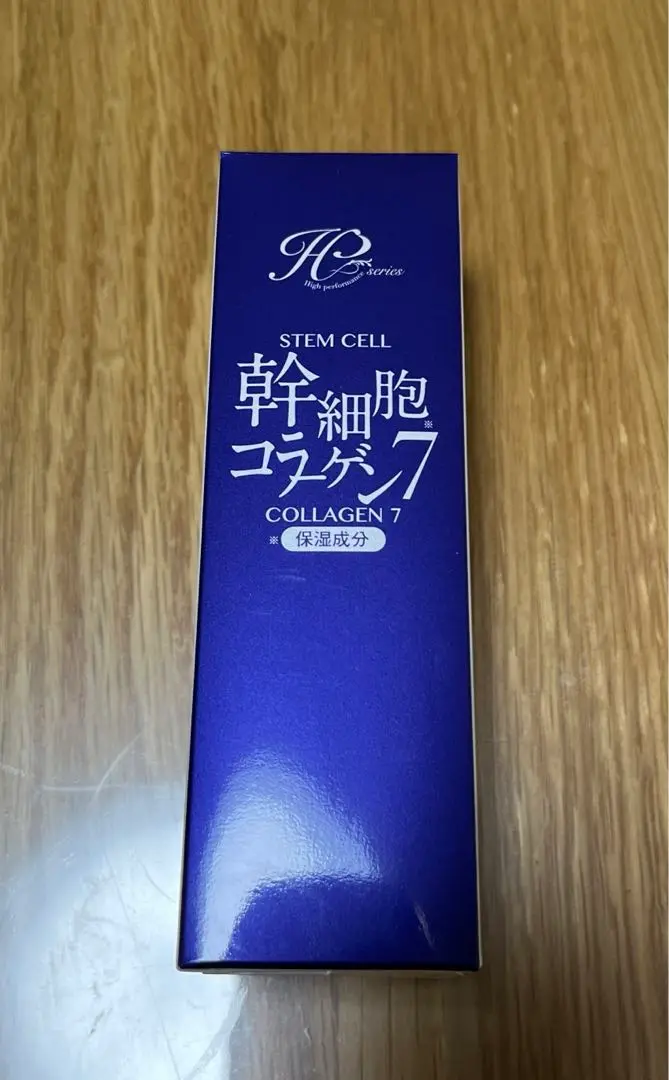 HP series
High performance
STEM CELL
幹細胞※
コラーゲン7
COLLAGEN 7
※ 保湿成分